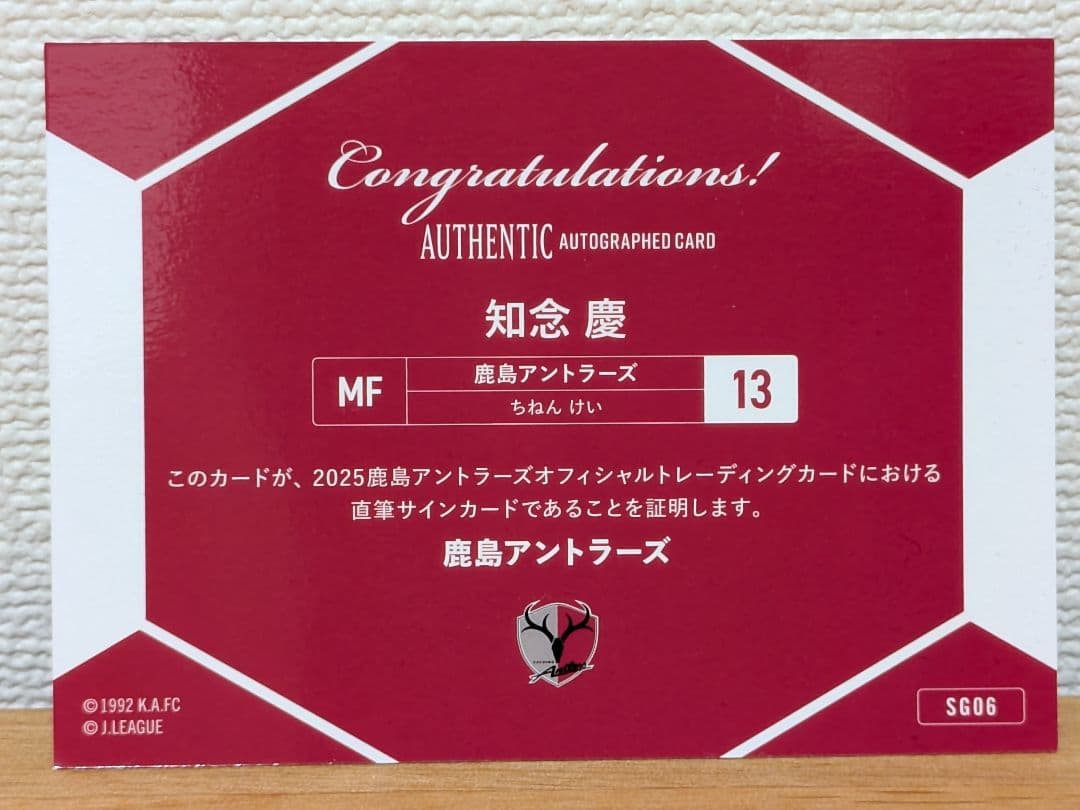 Congratulations!
AUTHENTIC AUTOGRAPHED CARD
知念 慶
MF
鹿島アントラーズ
ちねん けい
13
このカードが、2025鹿島アントラーズオフィシャルトレーディングカードにおける
直筆サインカードであることを証明します。
鹿島アントラーズ
©1992 K.A.FC
© J.LEAGUE
SG06